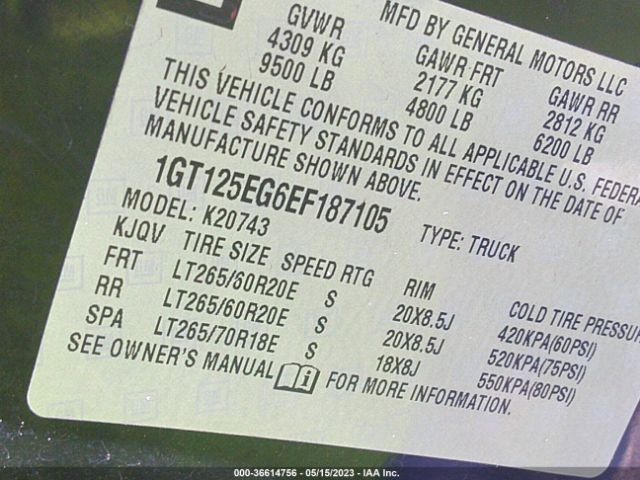 MFD BY GENERAL MOTORS LLC
GVWR GAWR FRT GAWR RR
4309 KG 2177 KG 2812 KG
9500 LB 4800 LB 6200 LB
THIS VEHICLE CONFORMS TO ALL APPLICABLE U.S. FEDERA
VEHICLE SAFETY STANDARDS IN EFFECT ON THE DATE OF
MANUFACTURE SHOWN ABOVE.
1GT125EG6EF187105 TYPE: TRUCK
MODEL: K20743
KJQV TIRE SIZE SPEED RTG RIM COLD TIRE PRESSUR
FRT LT265/60R20E S 20X8.5J 420KPA(60PSI)
RR LT265/60R20E S 20X8.5J 520KPA(75PSI)
SPA LT265/70R18E S 18X8J 550KPA(80PSI)
SEE OWNER'S MANUAL FOR MORE INFORMATION.
000-36614756 - 05/15/2023 - IAA Inc.